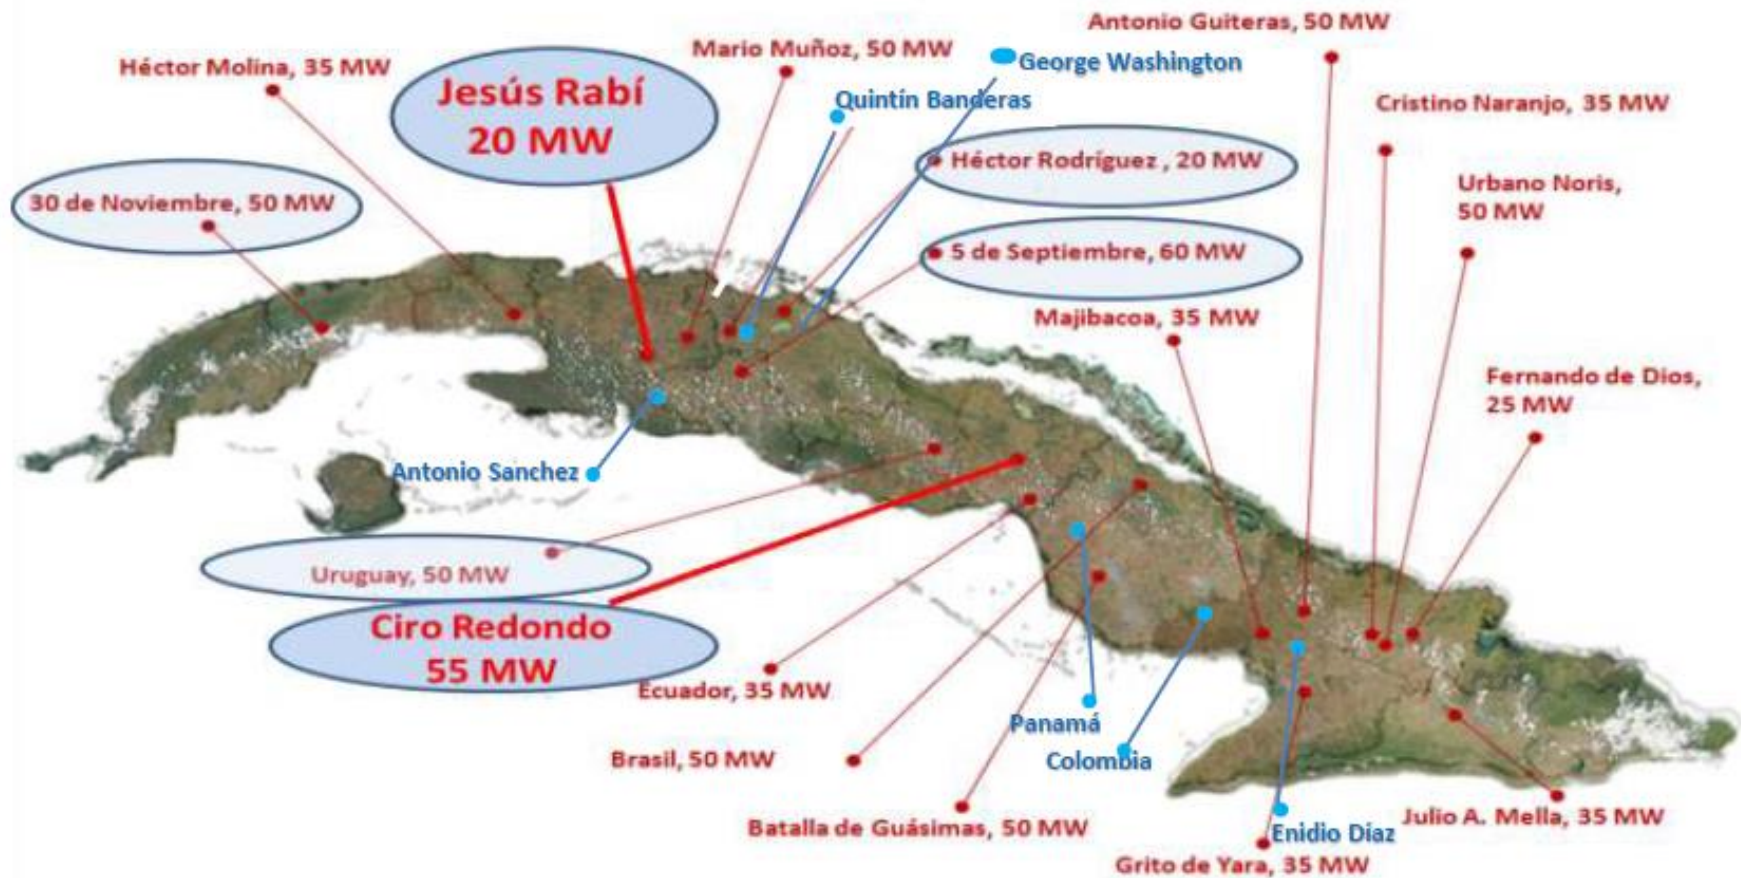 Antonio Guiteras, 50 MW
Héctor Molina, 35 MW
Mario Muñoz, 50 MW
George Washington
Jesús Rabí
20 MW
Quintín Banderas
Cristino Naranjo, 35 MW
Héctor Rodríguez , 20 MW
Urbano Noris,
50 MW
30 de Noviembre, 50 MW
5 de Septiembre, 60 MW
Majibacoa, 35 MW
Fernando de Dios,
25 MW
Antonio Sanchez
Uruguay, 50 MW
Ciro Redondo
55 MW
Ecuador, 35 MW
Panamá
Colombia
Brasil, 50 MW
Batalla de Guásimas, 50 MW
Julio A. Mella, 35 MW
Enidio Díaz
Grito de Yara, 35 MW